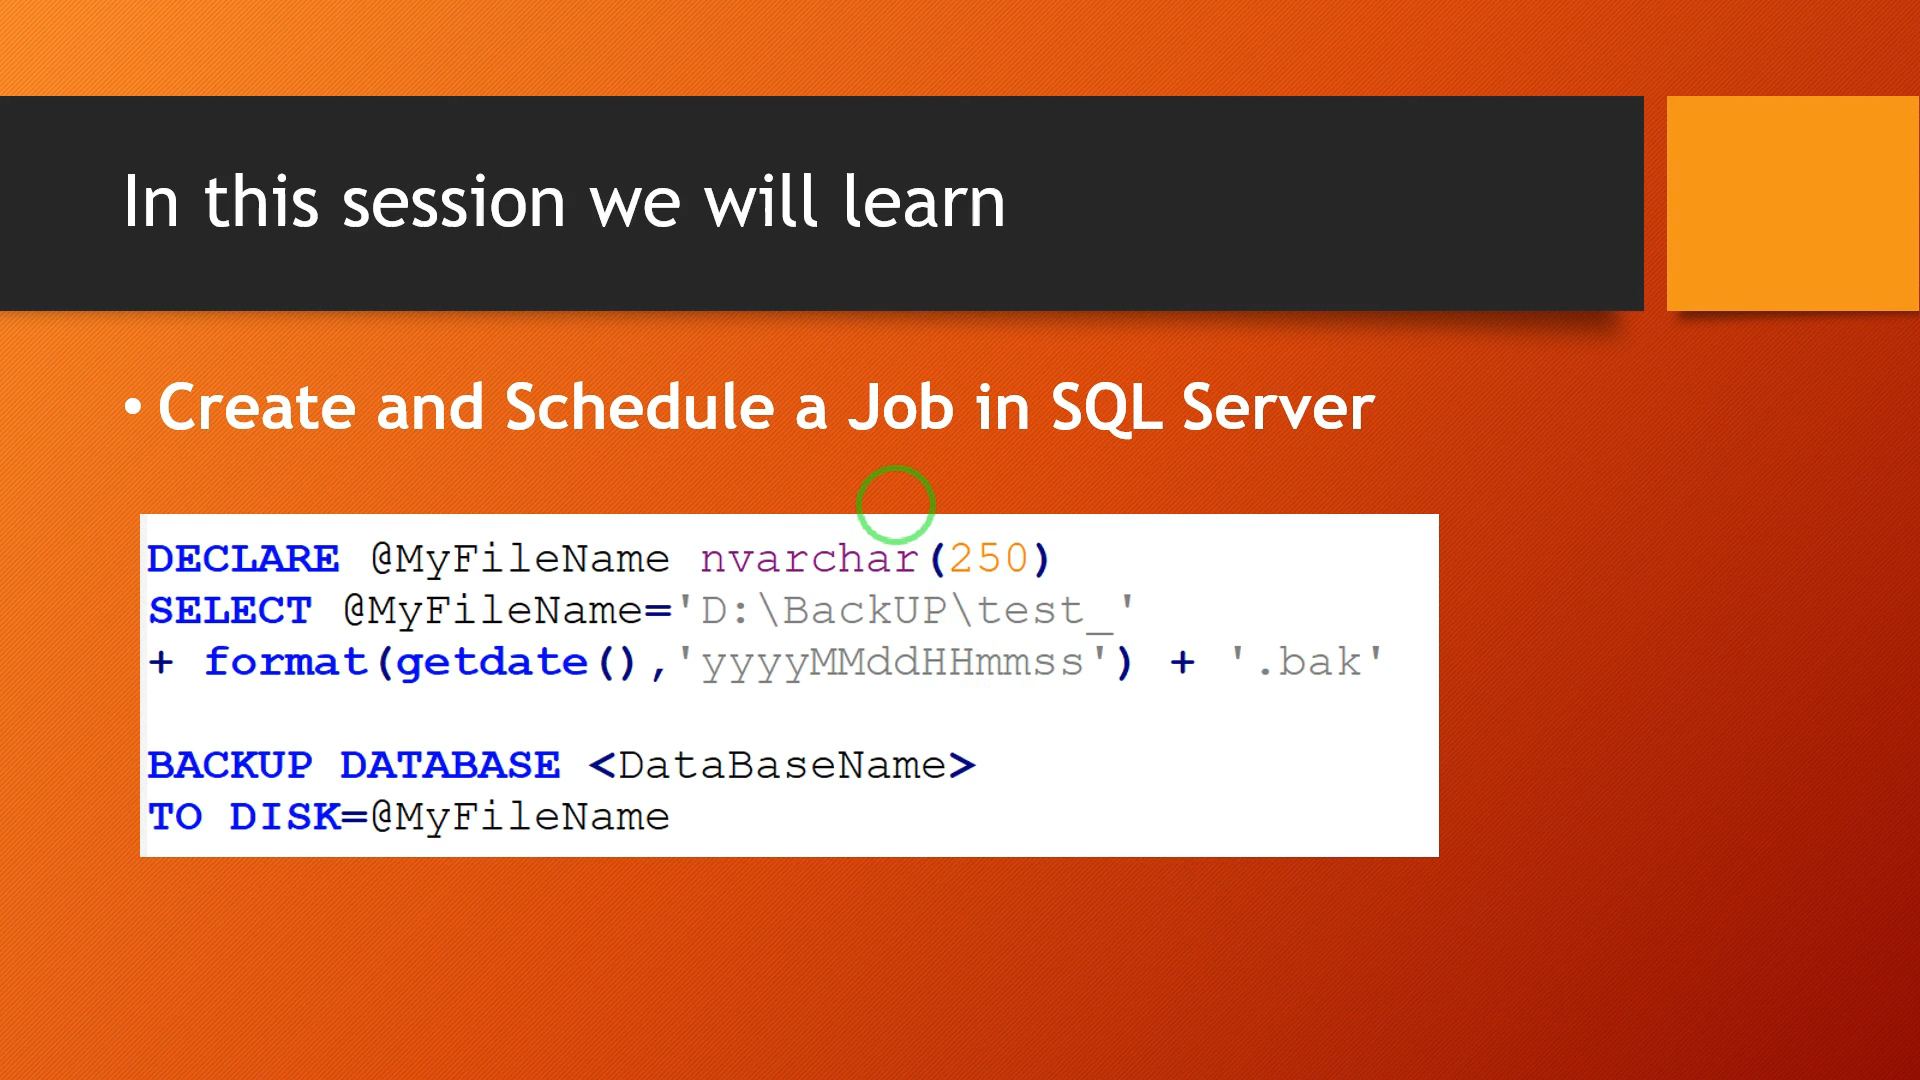 In this session we will learn
• Create and Schedule a Job in SQL Server
DECLARE @MyFileName nvarchar(250)
SELECT @MyFileName='D:\BackUP\test_'
+ format(getdate(),'yyyyMMddHHmmss') + '.bak'
BACKUP DATABASE <DataBaseName>
TO DISK=@MyFileName